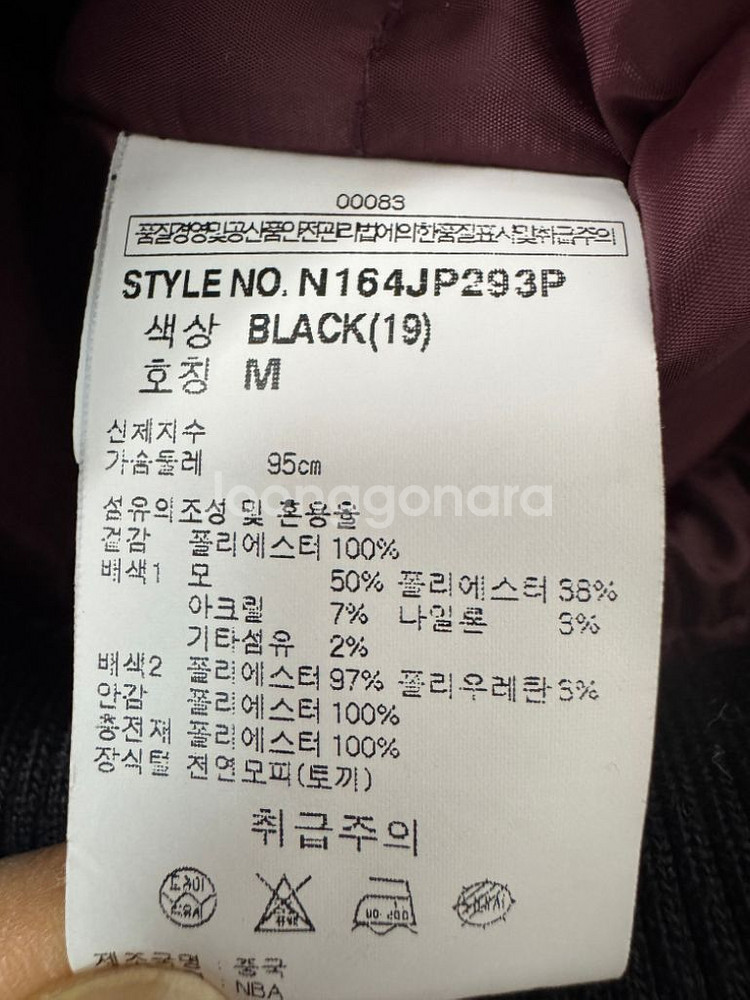 00083
품질경영및공산품안전관리법에의한품질표시및취급주의
STYLE NO. N164JP293P
색상 BLACK(19)
호칭 M
신체치수
가슴둘레 95cm
joonggonara
섬유의조성 및 혼용율
겉감 폴리에스터 100%
배색1 모 50% 폴리에스터 38%
아크릴 7% 나일론 3%
기타섬유 2%
배색2 폴리에스터 97% 폴리우레탄 3%
안감 폴리에스터 100%
충전재 폴리에스터 100%
장식털 천연모피(토끼)
취급주의
드라이
제조국명 : 중국
NBA